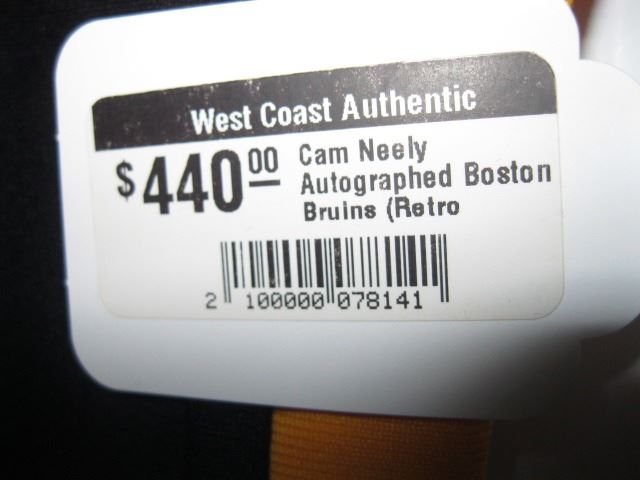 West Coast Authentic
$440.00 Cam Neely
Autographed Boston
Bruins (Retro
2 100000 078141